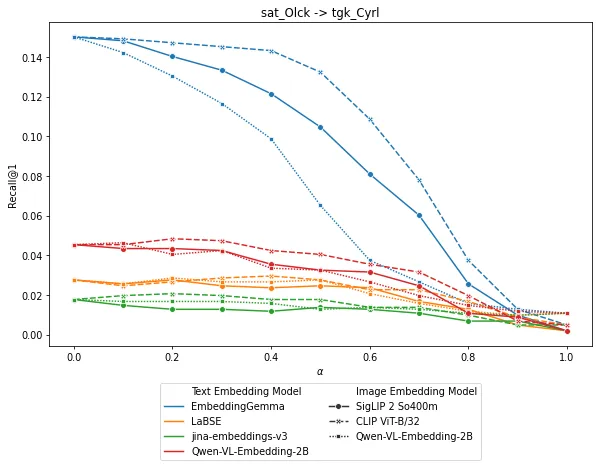 sat_Olck -> tgk_Cyrl
0.14
0.12
0.10
0.08
0.06
0.04
0.02
0.00
Recall@1
0.0
0.2
0.4
0.6
0.8
1.0
α
Text Embedding Model
EmbeddingGemma
LaBSE
jina-embeddings-v3
Qwen-VL-Embedding-2B
Image Embedding Model
SigLIP 2 So400m
CLIP ViT-B/32
Qwen-VL-Embedding-2B